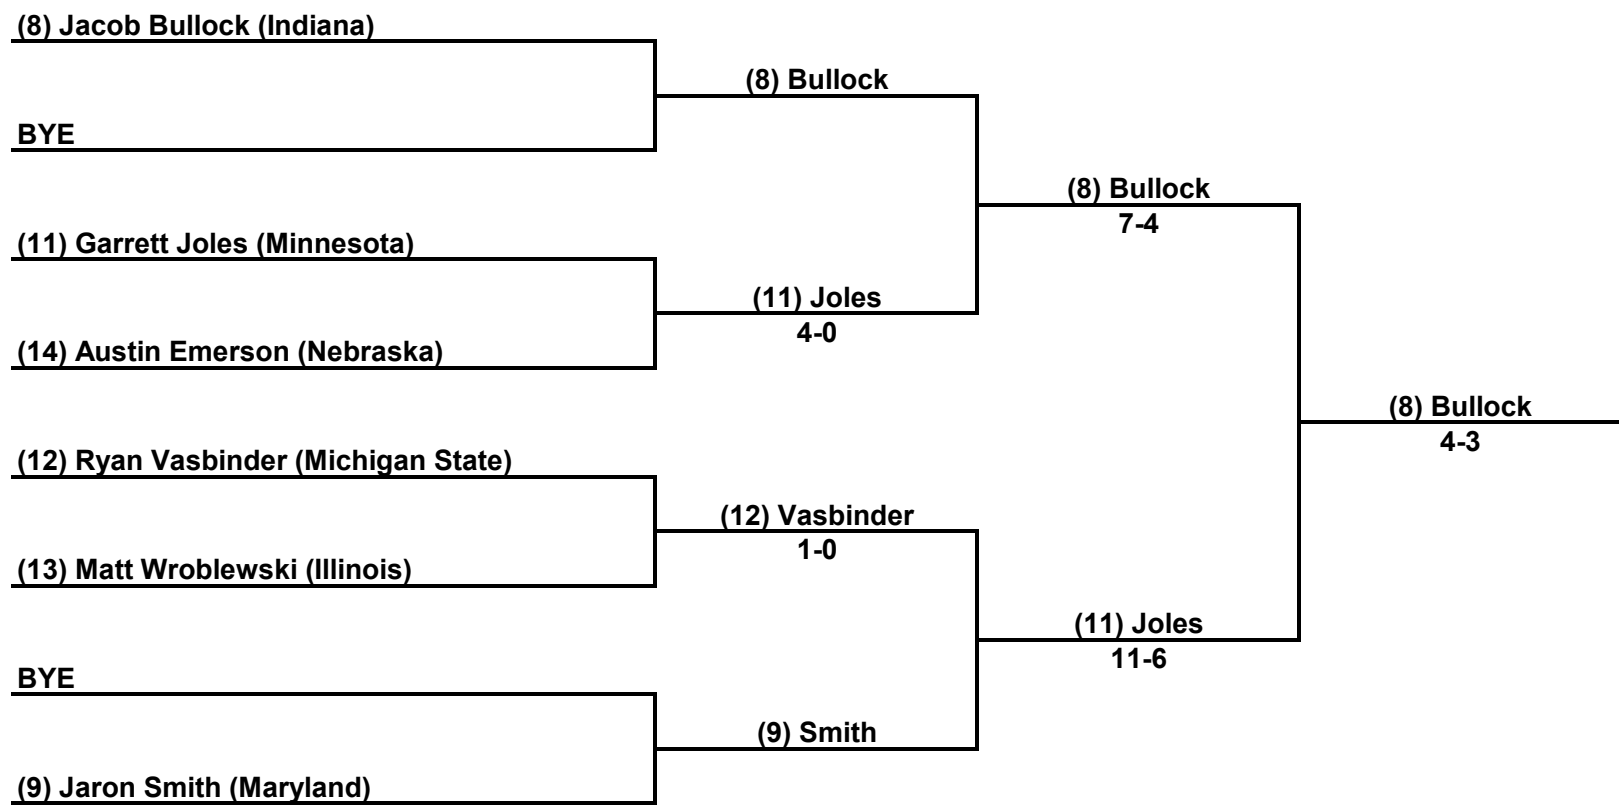 (8) Jacob Bullock (Indiana)
(8) Bullock
BYE
(8) Bullock
7-4
(11) Garrett Joles (Minnesota)
(11) Joles
4-0
(14) Austin Emerson (Nebraska)
(8) Bullock
4-3
(12) Ryan Vasbinder (Michigan State)
(12) Vasbinder
1-0
(13) Matt Wroblewski (Illinois)
(11) Joles
11-6
BYE
(9) Smith
(9) Jaron Smith (Maryland)